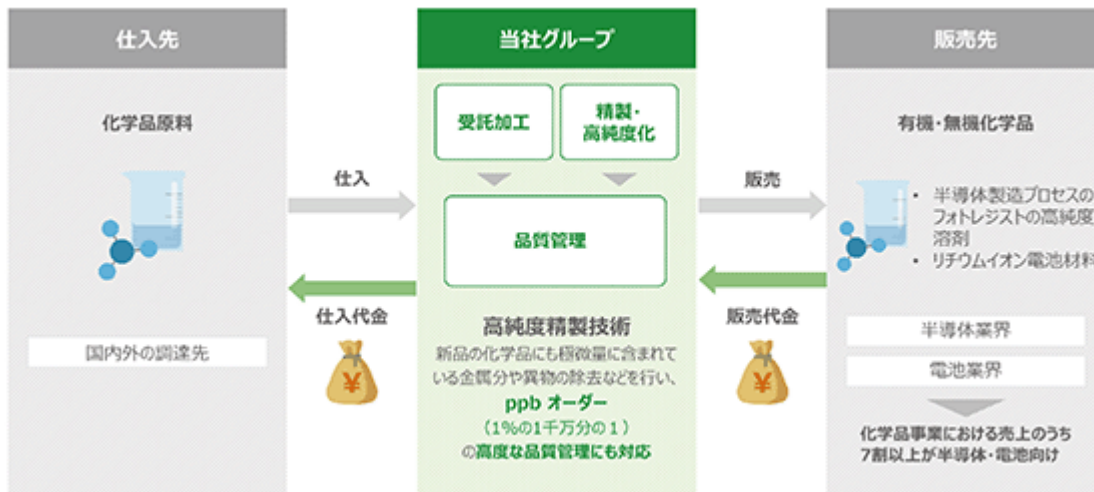 仕入先
化学品原料
国内外の調達先
仕入
仕入代金
¥
当社グループ
受託加工
精製・
高純度化
品質管理
高純度精製技術
新品の化学品にも極微量に含まれて
いる金属分や異物の除去などを行い、
ppb オーダー
（1%の1千万分の１）
の高度な品質管理にも対応
販売
販売代金
¥
販売先
有機・無機化学品
• 半導体製造プロセスの
フォトレジストの高純度
溶剤
• リチウムイオン電池材料
半導体業界
電池業界
化学品事業における売上のうち
7割以上が半導体・電池向け